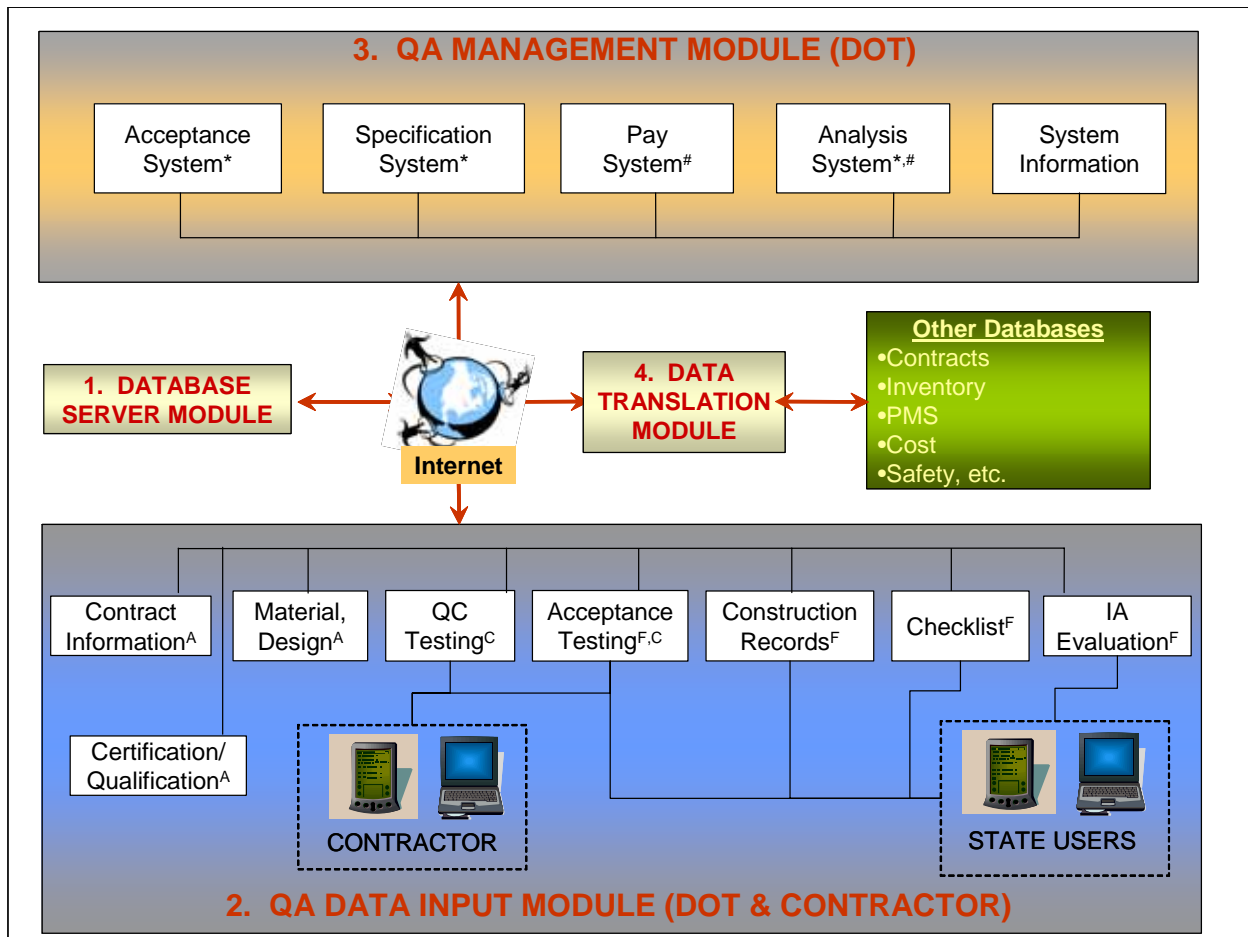 3. QA MANAGEMENT MODULE (DOT)
Acceptance
System*
Specification
System*
Pay
System#
Analysis
System*,#
System
Information
1. DATABASE
SERVER MODULE
Internet
4. DATA
TRANSLATION
MODULE
Other Databases
•Contracts
•Inventory
•PMS
•Cost
•Safety, etc.
Contract
InformationA
Material,
DesignA
QC
TestingC
Acceptance
TestingF,C
Construction
RecordsF
ChecklistF
IA
EvaluationF
Certification/
QualificationA
CONTRACTOR
STATE USERS
2. QA DATA INPUT MODULE (DOT & CONTRACTOR)